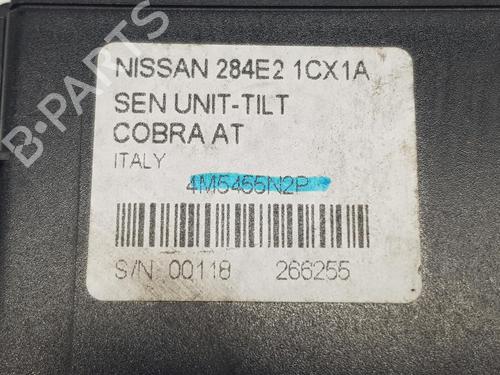 B-PARTS
NISSAN 284E2 1CX1A
SEN UNIT-TILT
COBRA AT
ITALY
4M5455N2P
S/N 00118 266255